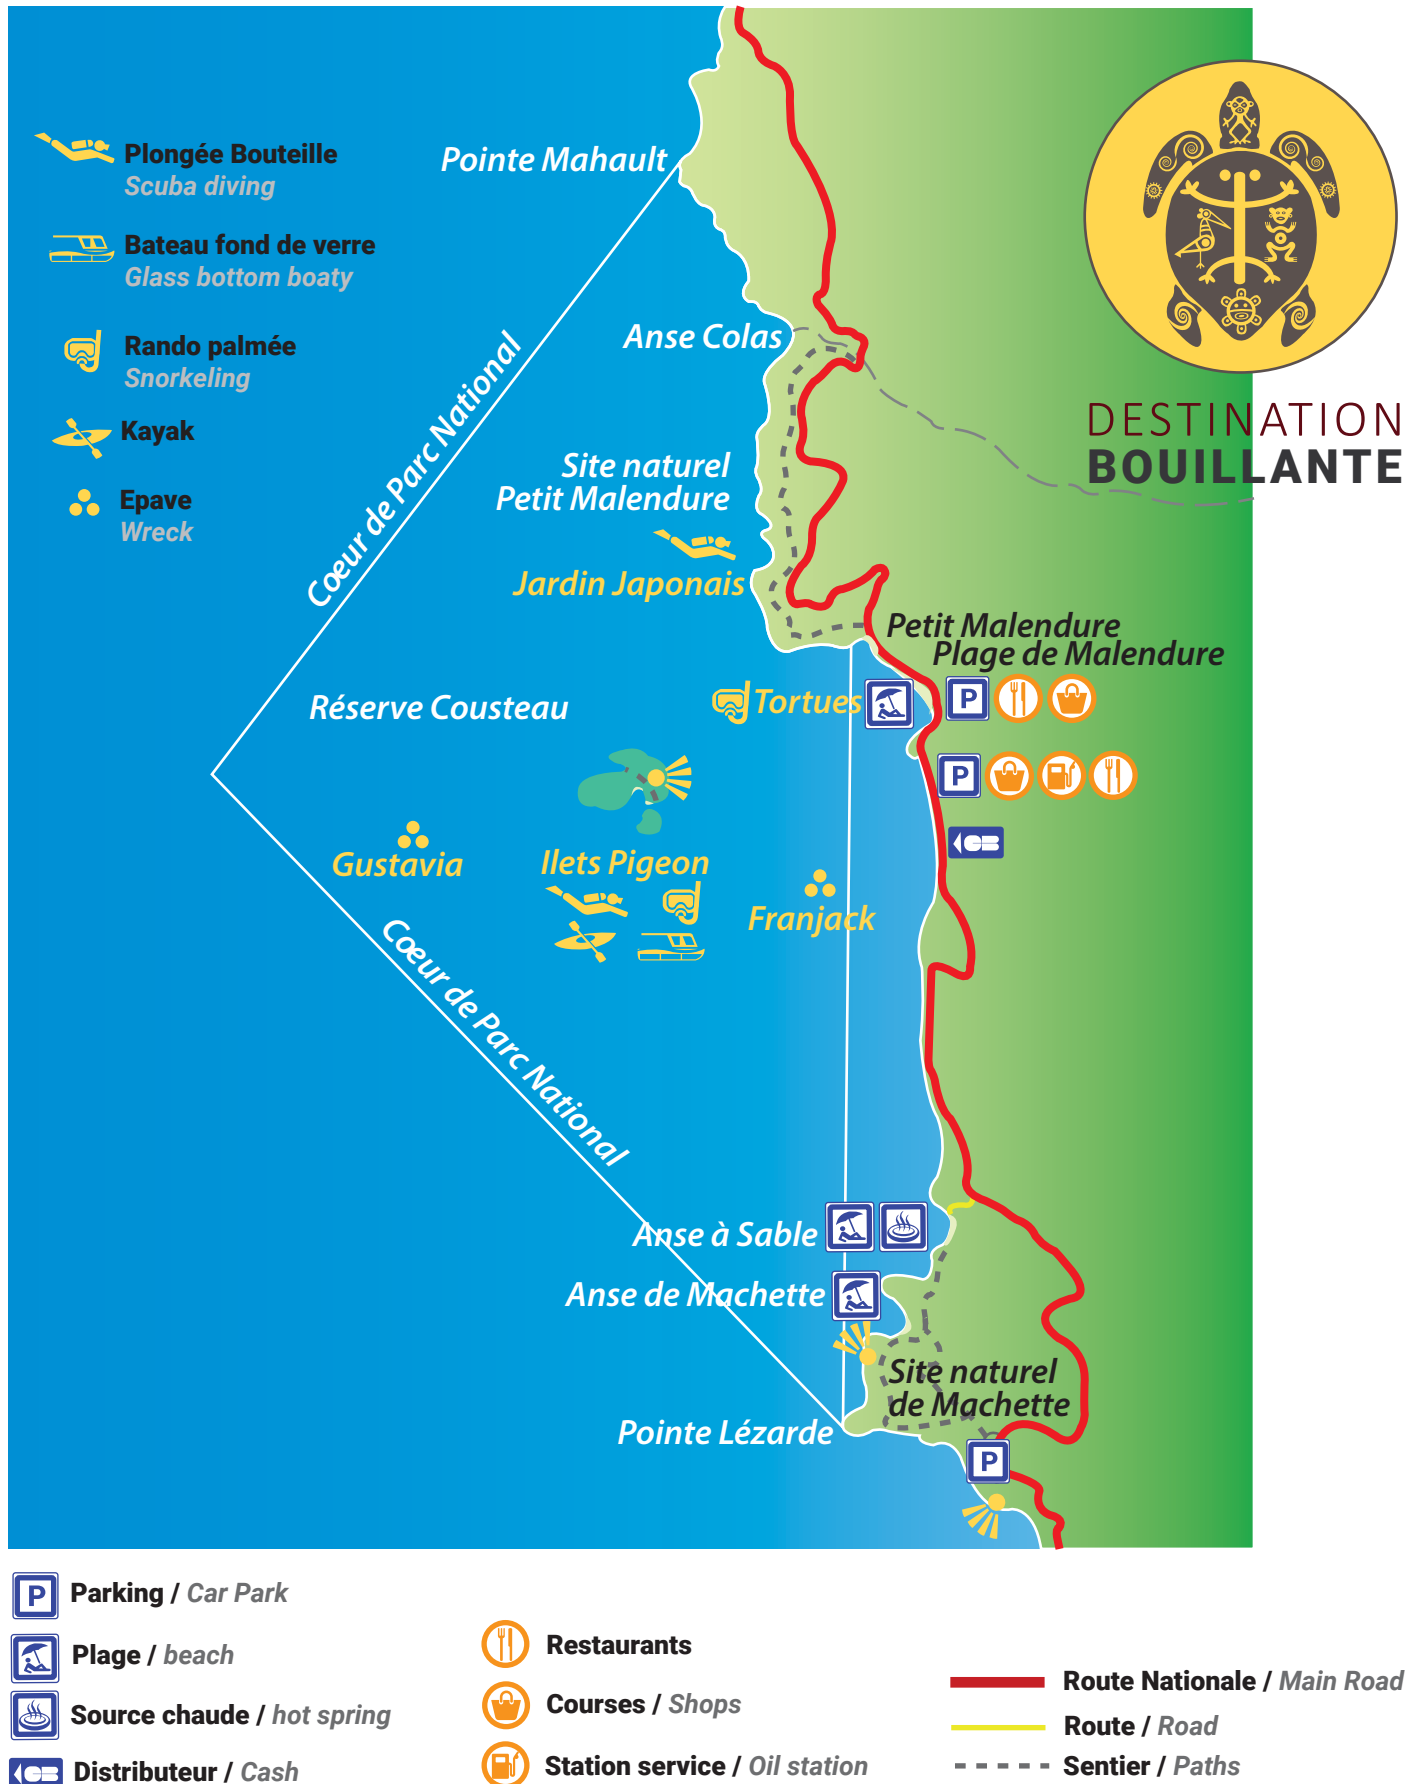 Plongée Bouteille
Scuba diving
Bateau fond de verre
Glass bottom boaty
Rando palmée
Snorkeling
Kayak
Epave
Wreck
Pointe Mahault
Coeur de Parc National
Anse Colas
DESTINATION
BOUILLANTE
Site naturel
Petit Malendure
Jardin Japonais
Petit Malendure
Plage de Malendure
Réserve Cousteau
Tortues
P
P
Gustavia
Ilets Pigeon
Franjack
Coeur de Parc National
Anse à Sable
Anse de Machette
Site naturel
de Machette
Pointe Lézarde
P
P
Parking / Car Park
Plage / beach
Source chaude / hot spring
Distributeur / Cash
Restaurants
Courses / Shops
Station service / Oil station
Route Nationale / Main Road
Route / Road
Sentier / Paths